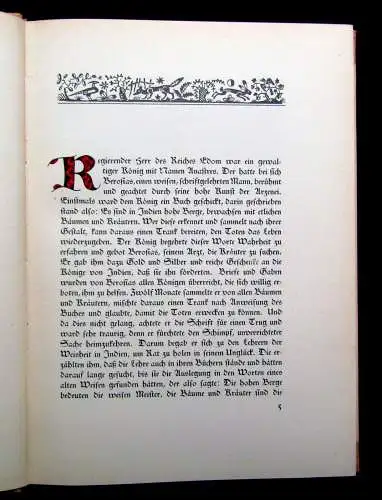 Regierender Herr des Reiches Edom war ein gewal-
tiger König mit Namen Anastres. Der hatte bei sich
Berosias, einen weisen, schriftgelehrten Mann, berühmt
und geachtet durch seine hohe Kunst der Arzenei.
Einstmals ward dem König ein Buch geschickt, darin geschrieben
stand also: Es sind in Indien hohe Berge, bewachsen mit etlichen
Bäumen und Kräutern. Wer diese erkennet und sammelt nach ihrer
Gestalt, kann daraus einen Trank bereiten, den Toten das Leben
wiederzugeben. Der König begehrte dieser Worte Wahrheit zu
erfahren und gebot Berosias, seinem Arzt, die Kräuter zu suchen.
Er gab ihm dazu Gold und Silber und reiche Geschenke an die
Könige von Indien, daß sie ihn förderten. Briefe und Gaben
wurden von Berosias allen Königen überreicht, die sich willig er-
boten, ihm zu helfen. Zwölf Monate sammelte er von allen Bäumen
und Kräutern, mischte daraus einen Trank nach Anweisung des
Buches und glaubte, damit die Toten erwecken zu können. Und
da dies nicht gelang, achtete er die Schrift für einen Trug und
ward sehr traurig, denn er fürchtete den Schimpf, unverrichteter
Sache heimzukehren. Darum begab er sich zu den Lehrern der
Weisheit in Indien, um Rat zu holen in seinem Unglück. Die er-
zählten ihm, daß die Lehre auch in ihren Büchern stände und hätten
darauf lange gesucht, bis sie die Auslegung in den Worten eines
alten Weisen gefunden hätten, der also sagte: Die hohen Berge
bedeuten die weisen Meister, die Bäume und Kräuter sind die
5